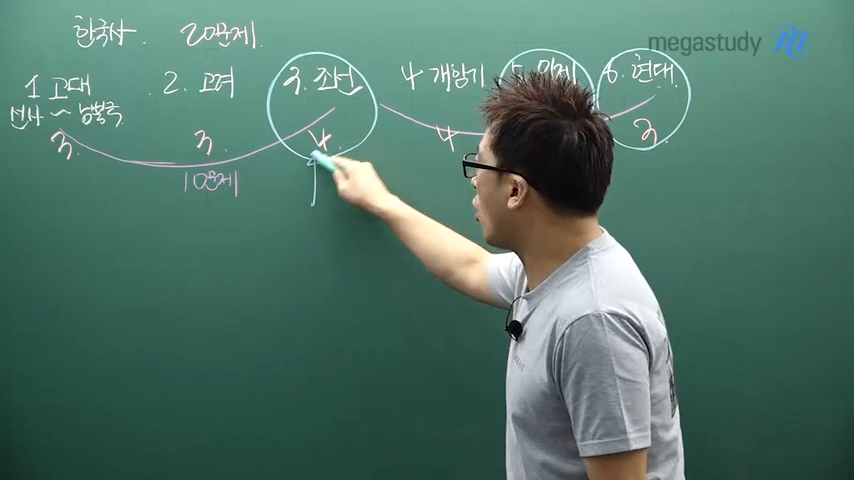 한국사. 20문제.
megastudy
1. 고대 2. 고려 3. 조선 4 개항기 5. 일제 6. 현대.
선사 ~ 남북국
3. 3. 4 4 3
10문제